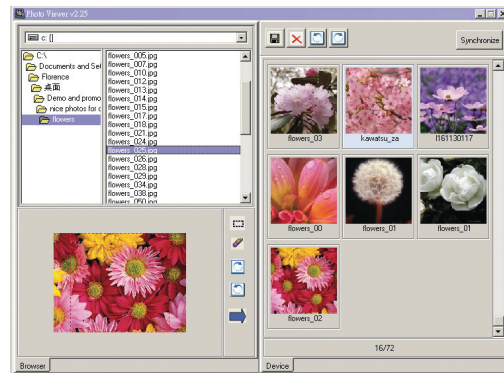 Photo Viewer v2.25
c: []
C:\
Documents and Set
Florence
桌面
Demo and promo
nice photos for c
flowers
flowers_005.jpg
flowers_007.jpg
flowers_010.jpg
flowers_012.jpg
flowers_013.jpg
flowers_014.jpg
flowers_015.jpg
flowers_017.jpg
flowers_018.jpg
flowers_021.jpg
flowers_024.jpg
flowers_025.jpg
flowers_026.jpg
flowers_028.jpg
flowers_029.jpg
flowers_034.jpg
flowers_038.jpg
flowers_050.jpg
Browser
Synchronize
flowers_03
kawatsu_za
l161130117
flowers_00
flowers_01
flowers_01
flowers_02
16/72
Device